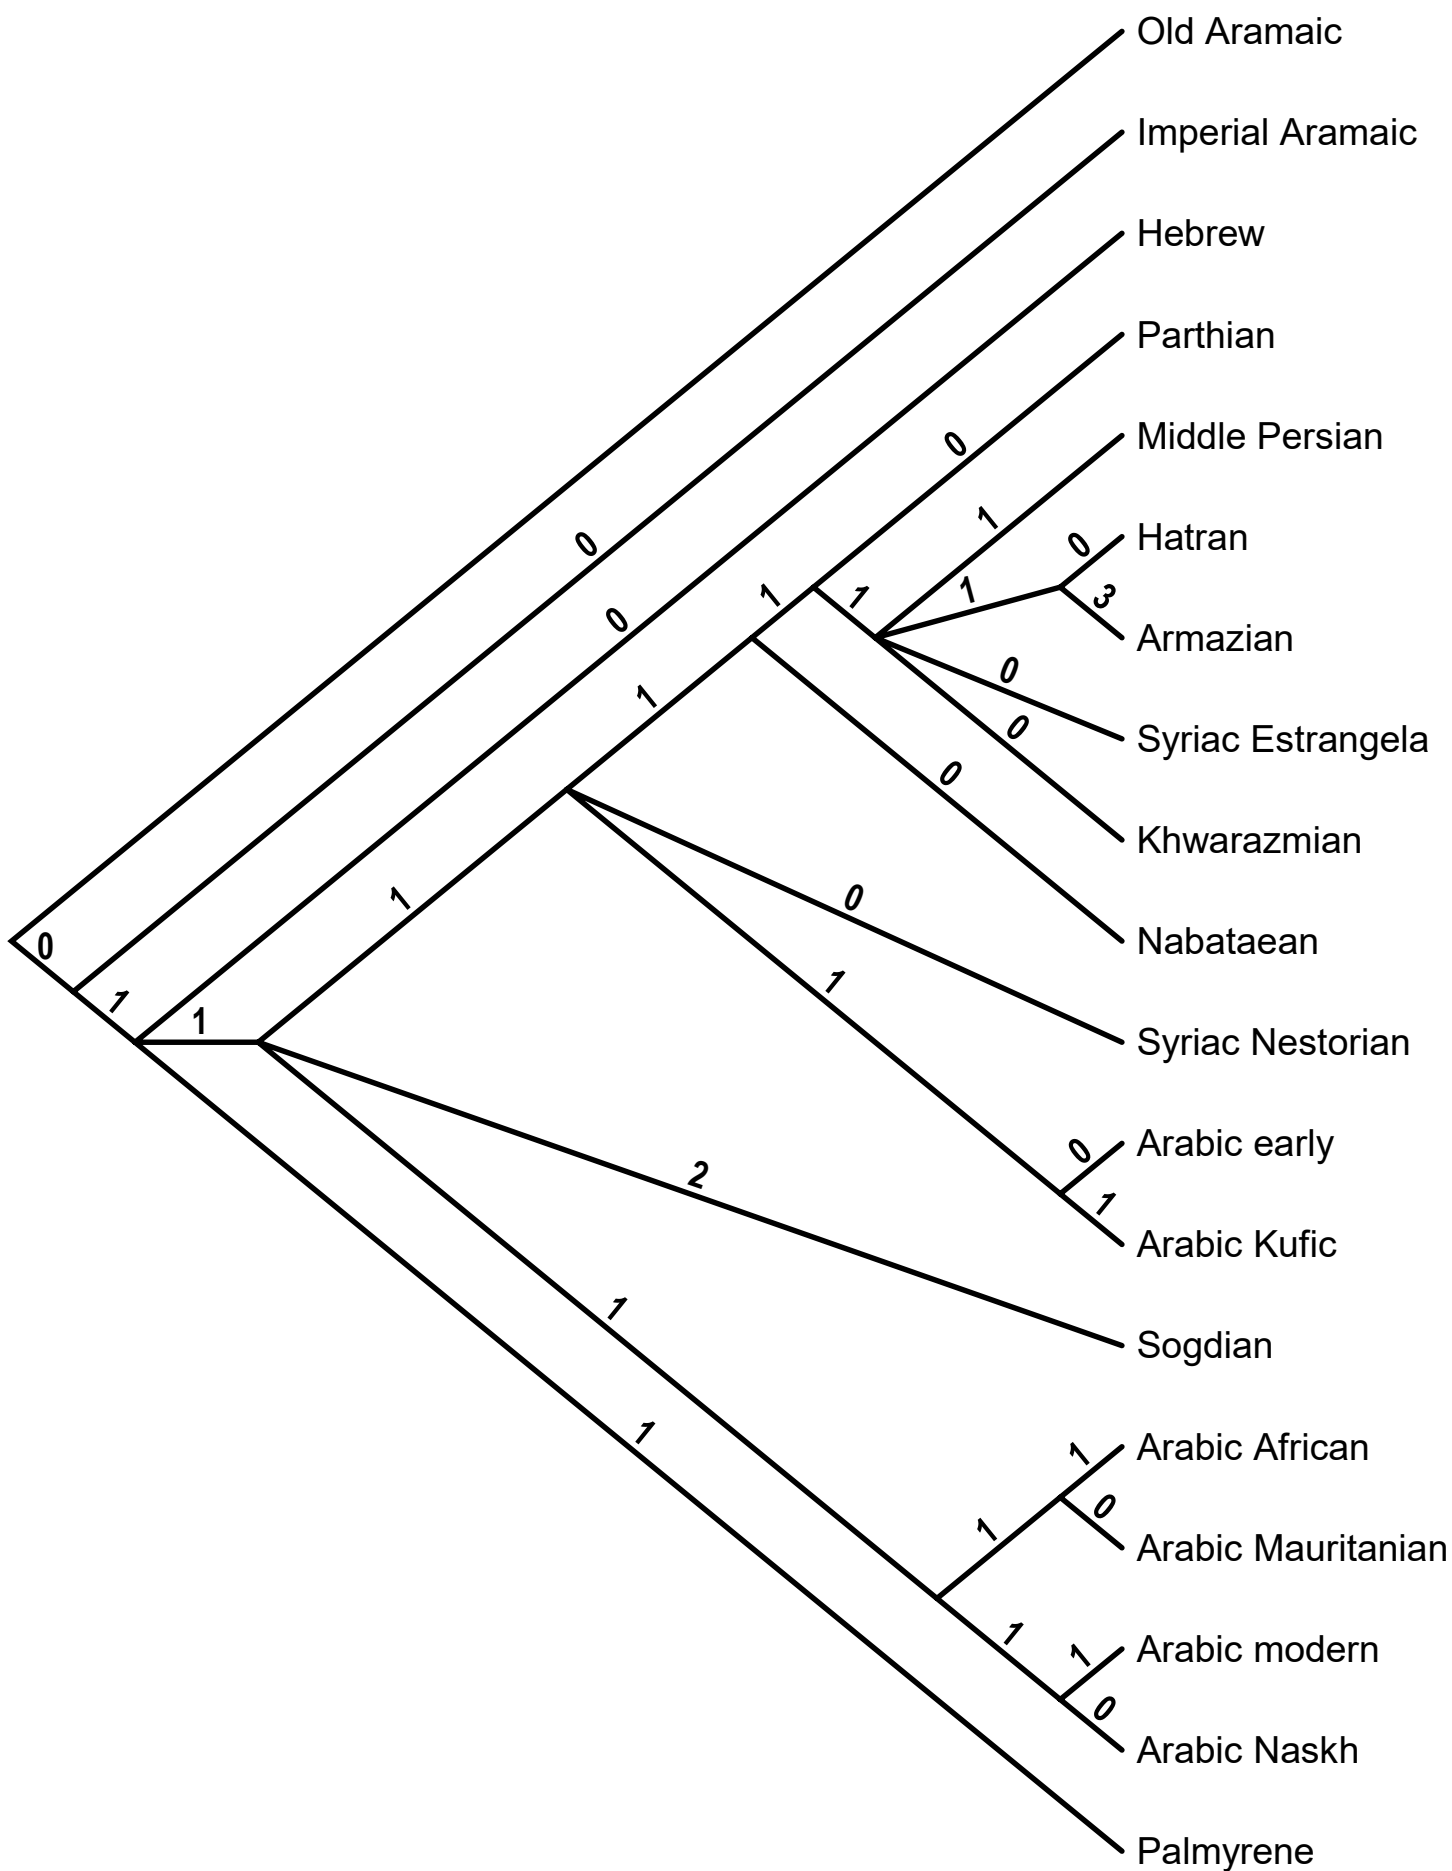 Old Aramaic
Imperial Aramaic
Hebrew
Parthian
0
Middle Persian
1
Hatran
0
0
1
1
1
3
0
Armazian
0
1
0
Syriac Estrangela
0
0
Khwarazmian
1
0
Nabataean
0
1
1
1
Syriac Nestorian
0
Arabic early
2
1
Arabic Kufic
1
Sogdian
1
1
Arabic African
0
1
Arabic Mauritanian
1
1
Arabic modern
0
Arabic Naskh
Palmyrene